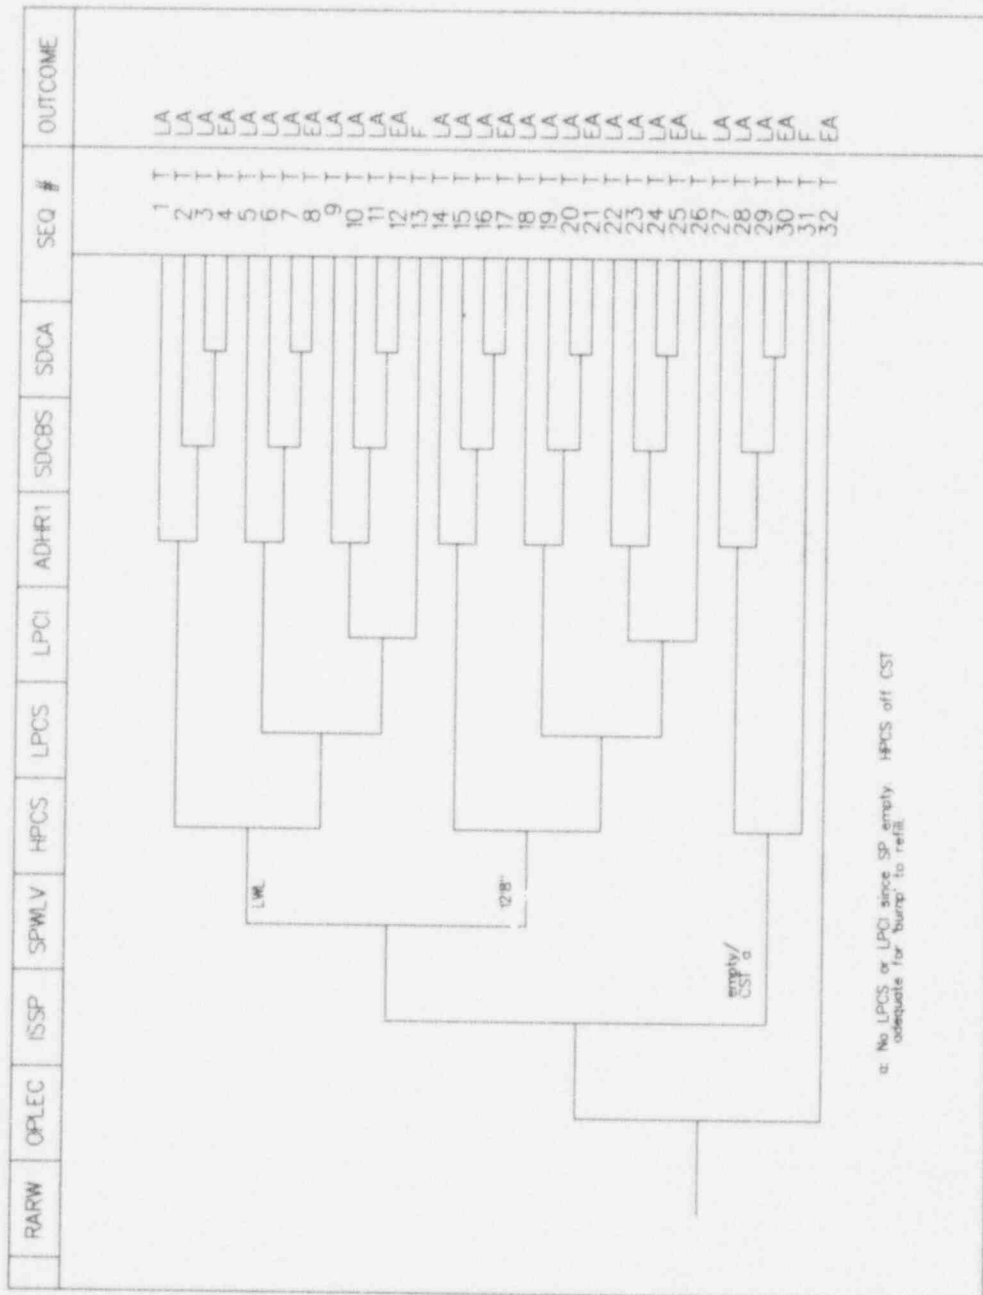 RARW OPLEC ISSP SPWLV HPCS LPCS LPCI ADHR1 SDCBS SDCA SEQ # OUTCOME
1 T LA
2 T LA
3 T LA
4 T EA
5 T LA
6 T LA
7 T LA
8 T EA
9 T LA
10 T LA
11 T LA
12 T EA
13 T F
14 T LA
15 T LA
16 T LA
17 T EA
18 T LA
19 T LA
20 T LA
21 T EA
22 T LA
23 T LA
24 T LA
25 T EA
26 T F
27 T LA
28 T LA
29 T LA
30 T EA
31 T F
32 T EA
LWL
12'8"
empty/
CST a
a: No LPCS or LPCI since SP empty. HPCS off CST
adequate for 'bump' to refill.